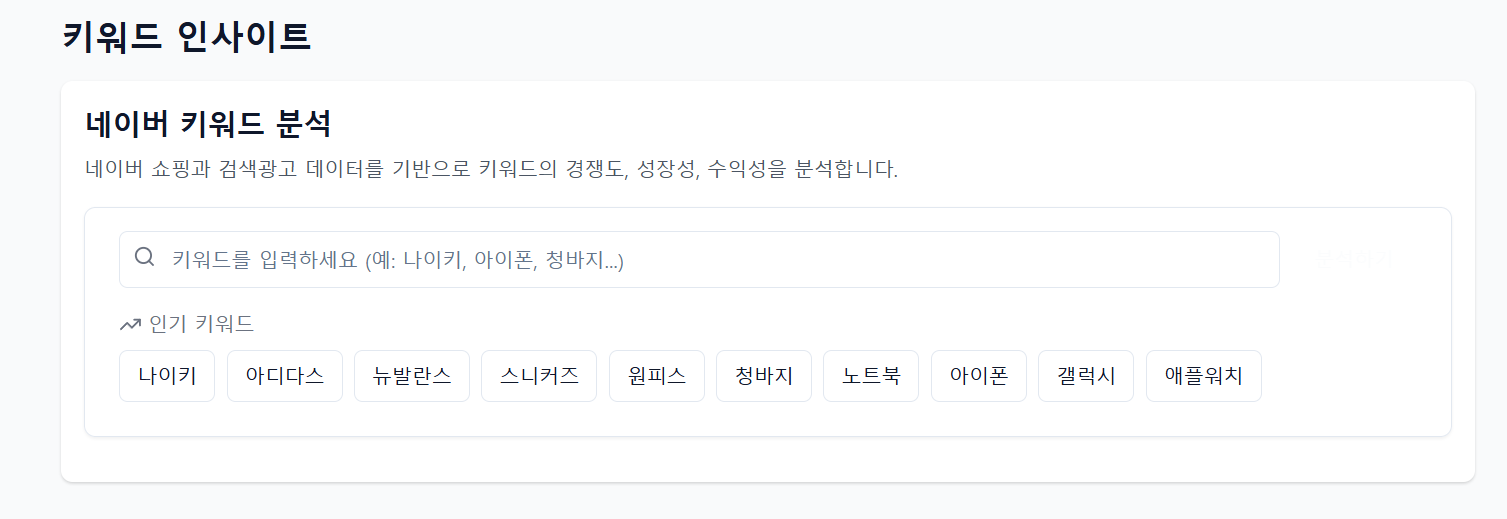 키워드 인사이트
네이버 키워드 분석
네이버 쇼핑과 검색광고 데이터를 기반으로 키워드의 경쟁도, 성장성, 수익성을 분석합니다.
키워드를 입력하세요 (예: 나이키, 아이폰, 청바지...)
인기 키워드
나이키 아디다스 뉴발란스 스니커즈 원피스 청바지 노트북 아이폰 갤럭시 애플워치